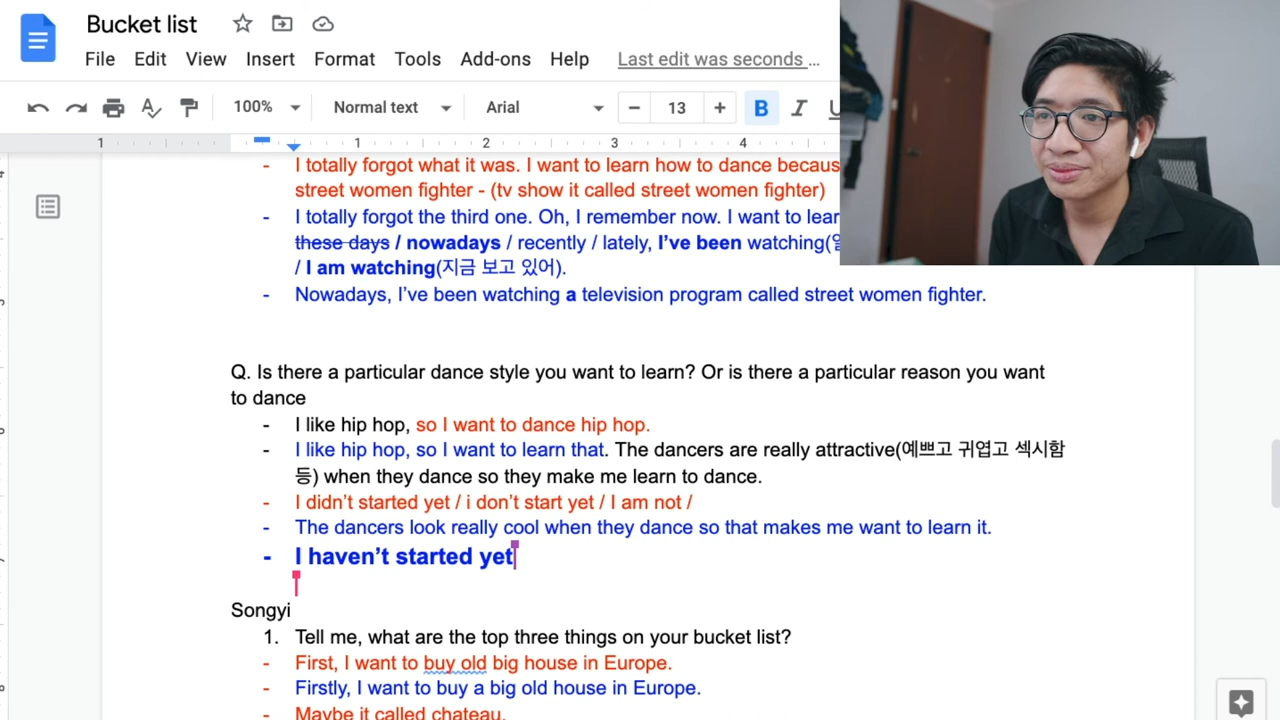 Bucket list
File Edit View Insert Format Tools Add-ons Help Last edit was seconds ...
100% Normal text Arial 13 B I U
1 1 2 3 4
- I totally forgot what it was. I want to learn how to dance becaus
street women fighter - (tv show it called street women fighter)
- I totally forgot the third one. Oh, I remember now. I want to lear
these days / nowadays / recently / lately, I've been watching(
/ I am watching(지금 보고 있어).
- Nowadays, I've been watching a television program called street women fighter.
Q. Is there a particular dance style you want to learn? Or is there a particular reason you want
to dance
- I like hip hop, so I want to dance hip hop.
- I like hip hop, so I want to learn that. The dancers are really attractive(예쁘고 귀엽고 섹시함
등) when they dance so they make me learn to dance.
- I didn't started yet / i don't start yet / I am not /
- The dancers look really cool when they dance so that makes me want to learn it.
- I haven't started yet
Songyi
1. Tell me, what are the top three things on your bucket list?
- First, I want to buy old big house in Europe.
- Firstly, I want to buy a big old house in Europe.
- Maybe it called chateau.